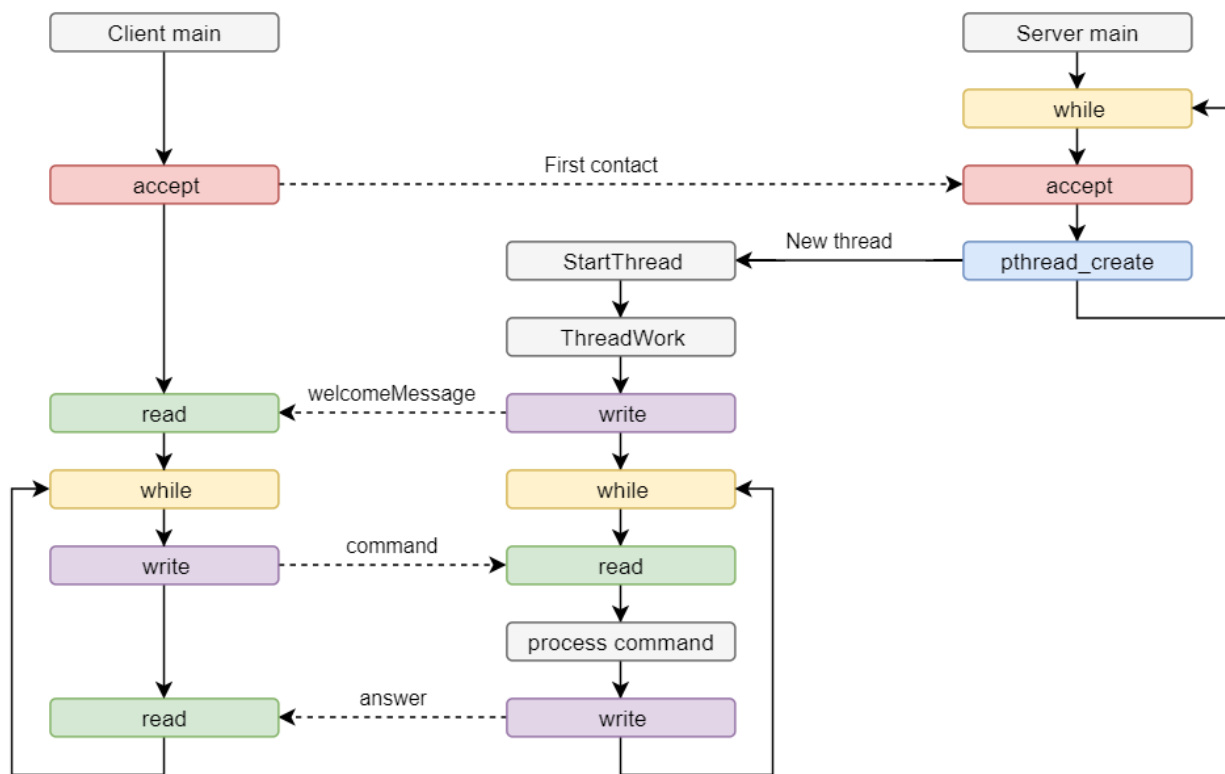 Client main
Server main
while
First contact
accept
accept
New thread
StartThread
pthread_create
ThreadWork
welcomeMessage
read
write
while
while
command
write
read
process command
answer
read
write